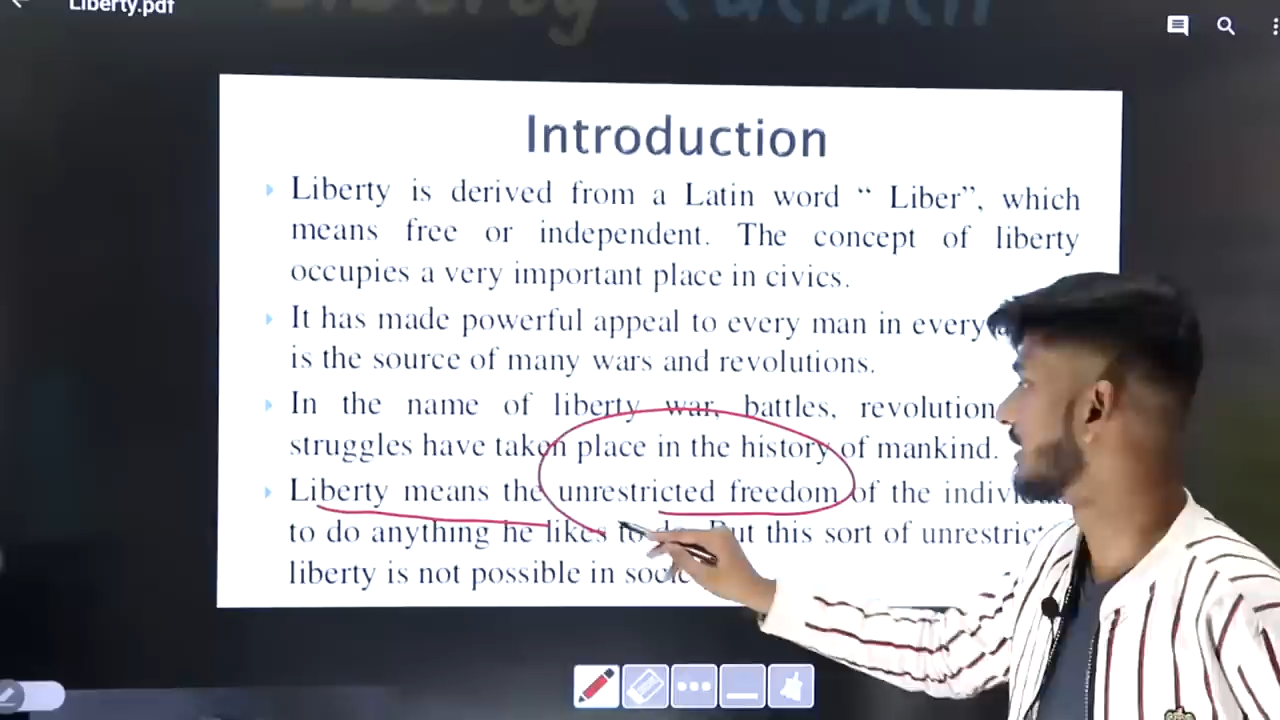 Liberty.pdf
Introduction
Liberty is derived from a Latin word “ Liber”, which
means free or independent. The concept of liberty
occupies a very important place in civics.
It has made powerful appeal to every man in every
is the source of many wars and revolutions.
In the name of liberty war, battles, revolution
struggles have taken place in the history of mankind.
Liberty means the unrestricted freedom of the
to do anything he likes to do. But this sort of
liberty is not possible in